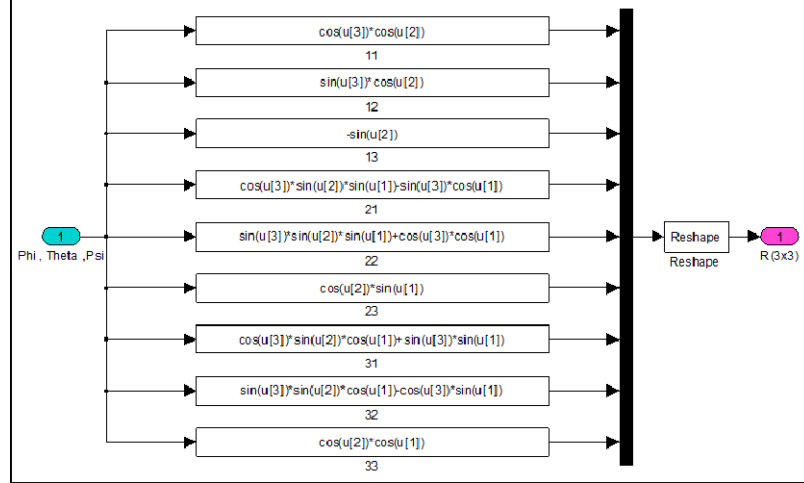 cos(u[3])*cos(u[2])
11
sin(u[3])*cos(u[2])
12
-sin(u[2])
13
cos(u[3])*sin(u[2])*sin(u[1])-sin(u[3])*cos(u[1])
21
1
Phi , Theta ,Psi
sin(u[3])*sin(u[2])*sin(u[1])+cos(u[3])*cos(u[1])
22
Reshape
Reshape
1
R (3x3)
cos(u[2])*sin(u[1])
23
cos(u[3])*sin(u[2])*cos(u[1])+sin(u[3])*sin(u[1])
31
sin(u[3])*sin(u[2])*cos(u[1])-cos(u[3])*sin(u[1])
32
cos(u[2])*cos(u[1])
33